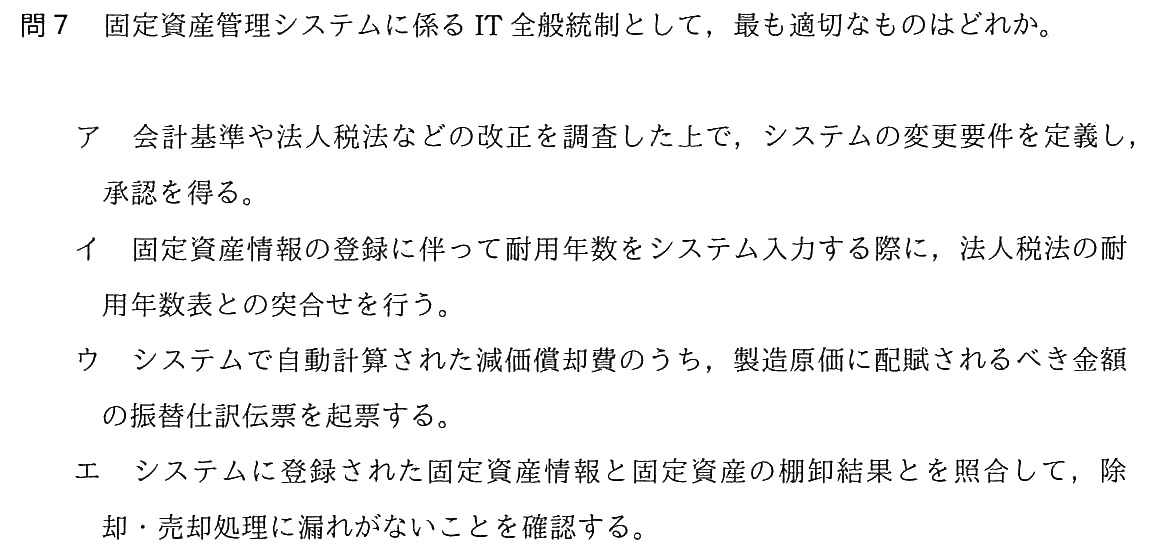 問7 固定資産管理システムに係る IT 全般統制として，最も適切なものはどれか。
ア 会計基準や法人税法などの改正を調査した上で，システムの変更要件を定義し，
承認を得る。
イ 固定資産情報の登録に伴って耐用年数をシステム入力する際に，法人税法の耐
用年数表との突合せを行う。
ウ システムで自動計算された減価償却費のうち，製造原価に配賦されるべき金額
の振替仕訳伝票を起票する。
エ システムに登録された固定資産情報と固定資産の棚卸結果とを照合して，除
却・売却処理に漏れがないことを確認する。